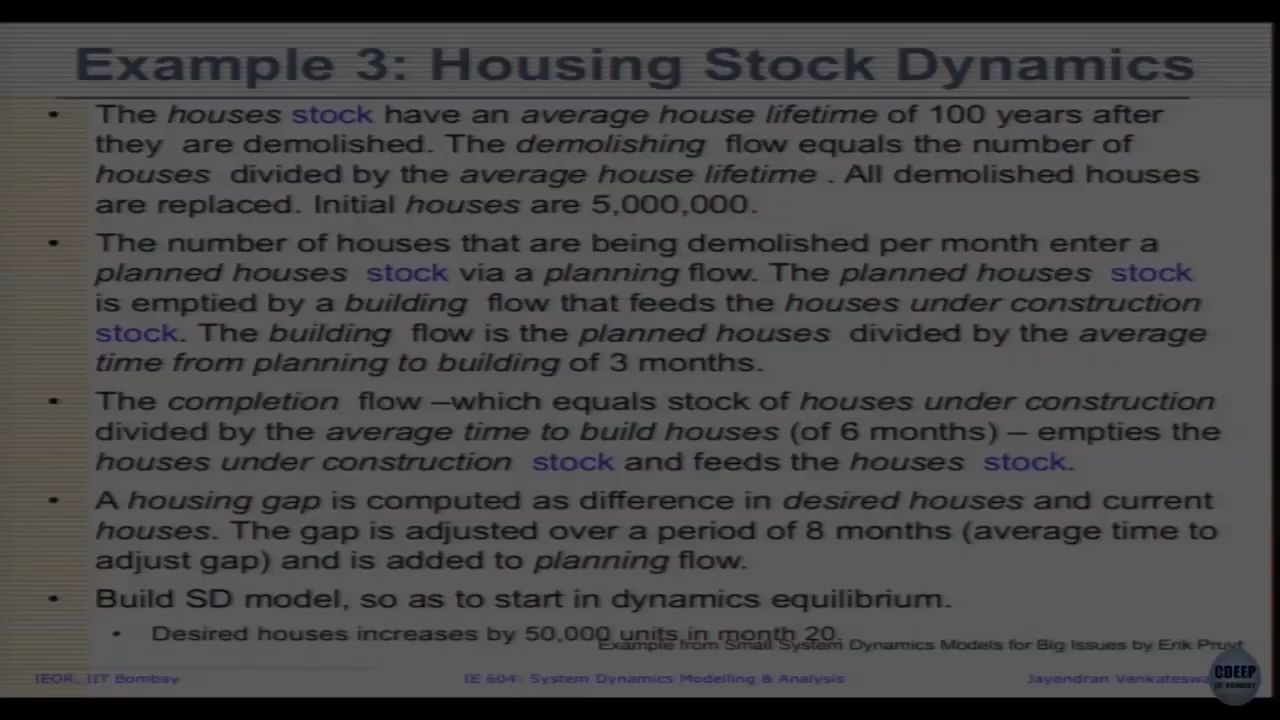 Example 3: Housing Stock Dynamics
• The houses stock have an average house lifetime of 100 years after
they are demolished. The demolishing flow equals the number of
houses divided by the average house lifetime . All demolished houses
are replaced. Initial houses are 5,000,000.
• The number of houses that are being demolished per month enter a
planned houses stock via a planning flow. The planned houses stock
is emptied by a building flow that feeds the houses under construction
stock. The building flow is the planned houses divided by the average
time from planning to building of 3 months.
• The completion flow –which equals stock of houses under construction
divided by the average time to build houses (of 6 months) – empties the
houses under construction stock and feeds the houses stock.
• A housing gap is computed as difference in desired houses and current
houses. The gap is adjusted over a period of 8 months (average time to
adjust gap) and is added to planning flow.
• Build SD model, so as to start in dynamics equilibrium.
• Desired houses increases by 50,000 units in month 20.
Example from Small System Dynamics Models for Big Issues by Erik Pruyt
IEOR, IIT Bombay IE 604: System Dynamics Modelling & Analysis Jayendran Venkateswa
CDEEP
IIT BOMBAY